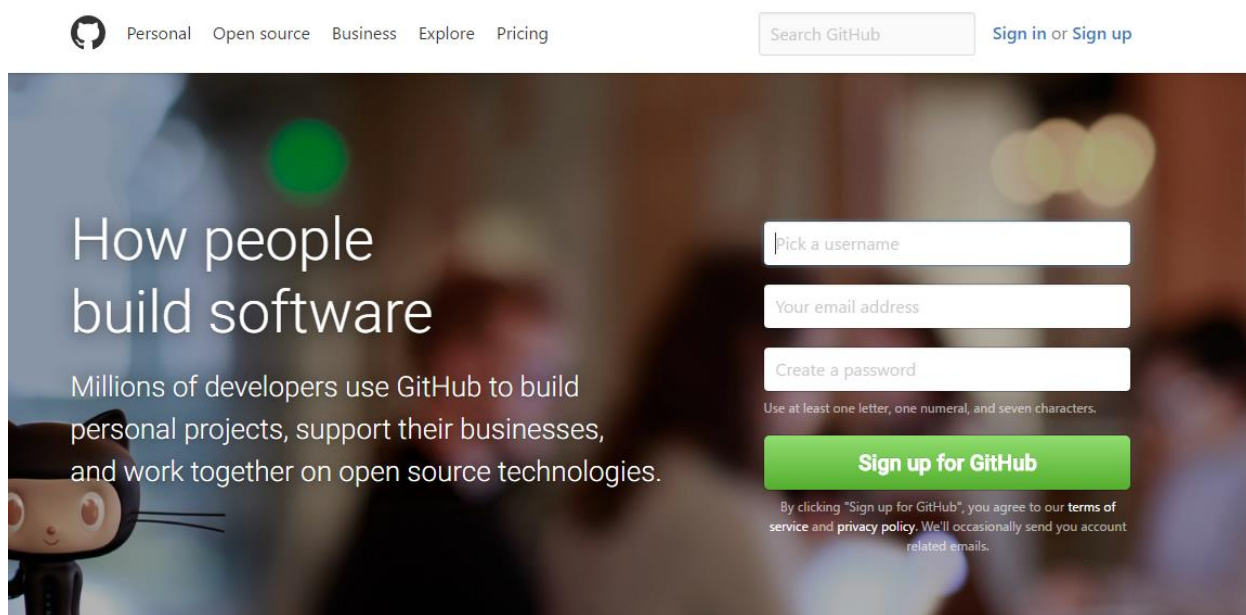 Personal Open source Business Explore Pricing Search GitHub Sign in or Sign up
How people
build software
Millions of developers use GitHub to build
personal projects, support their businesses,
and work together on open source technologies.
Pick a username
Your email address
Create a password
Use at least one letter, one numeral, and seven characters.
Sign up for GitHub
By clicking "Sign up for GitHub", you agree to our terms of
service and privacy policy. We'll occasionally send you account
related emails.